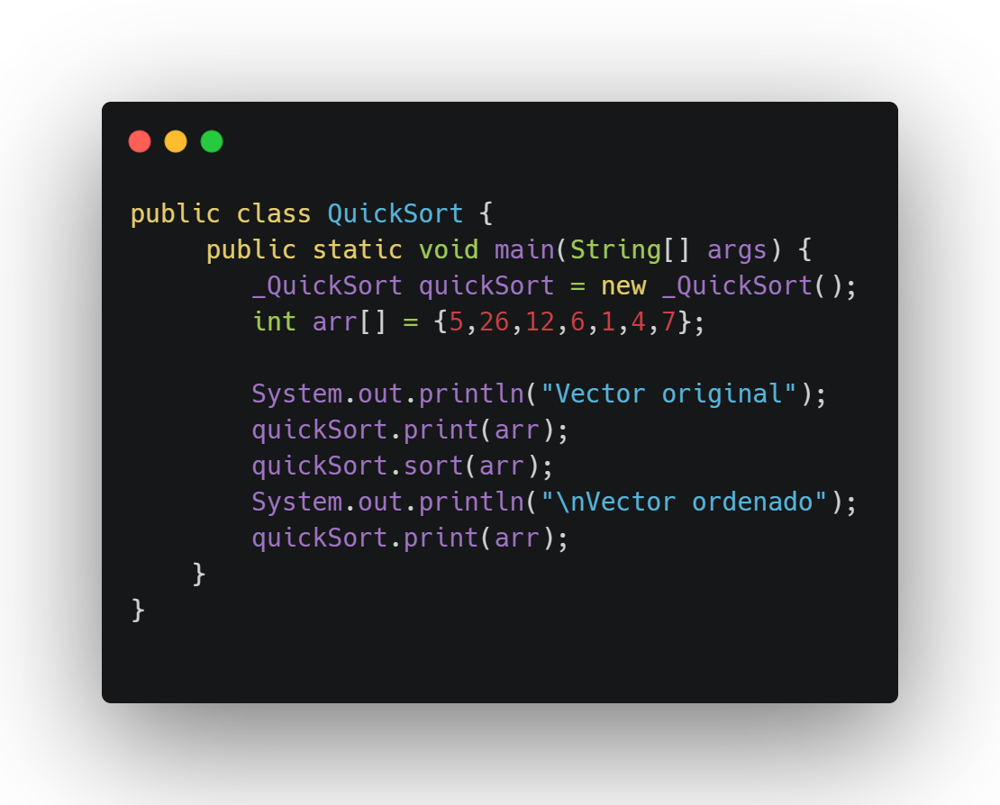 public class QuickSort {
     public static void main(String[] args) {
        _QuickSort quickSort = new _QuickSort();
        int arr[] = {5,26,12,6,1,4,7};

        System.out.println("Vector original");
        quickSort.print(arr);
        quickSort.sort(arr);
        System.out.println("\nVector ordenado");
        quickSort.print(arr);
    }
}